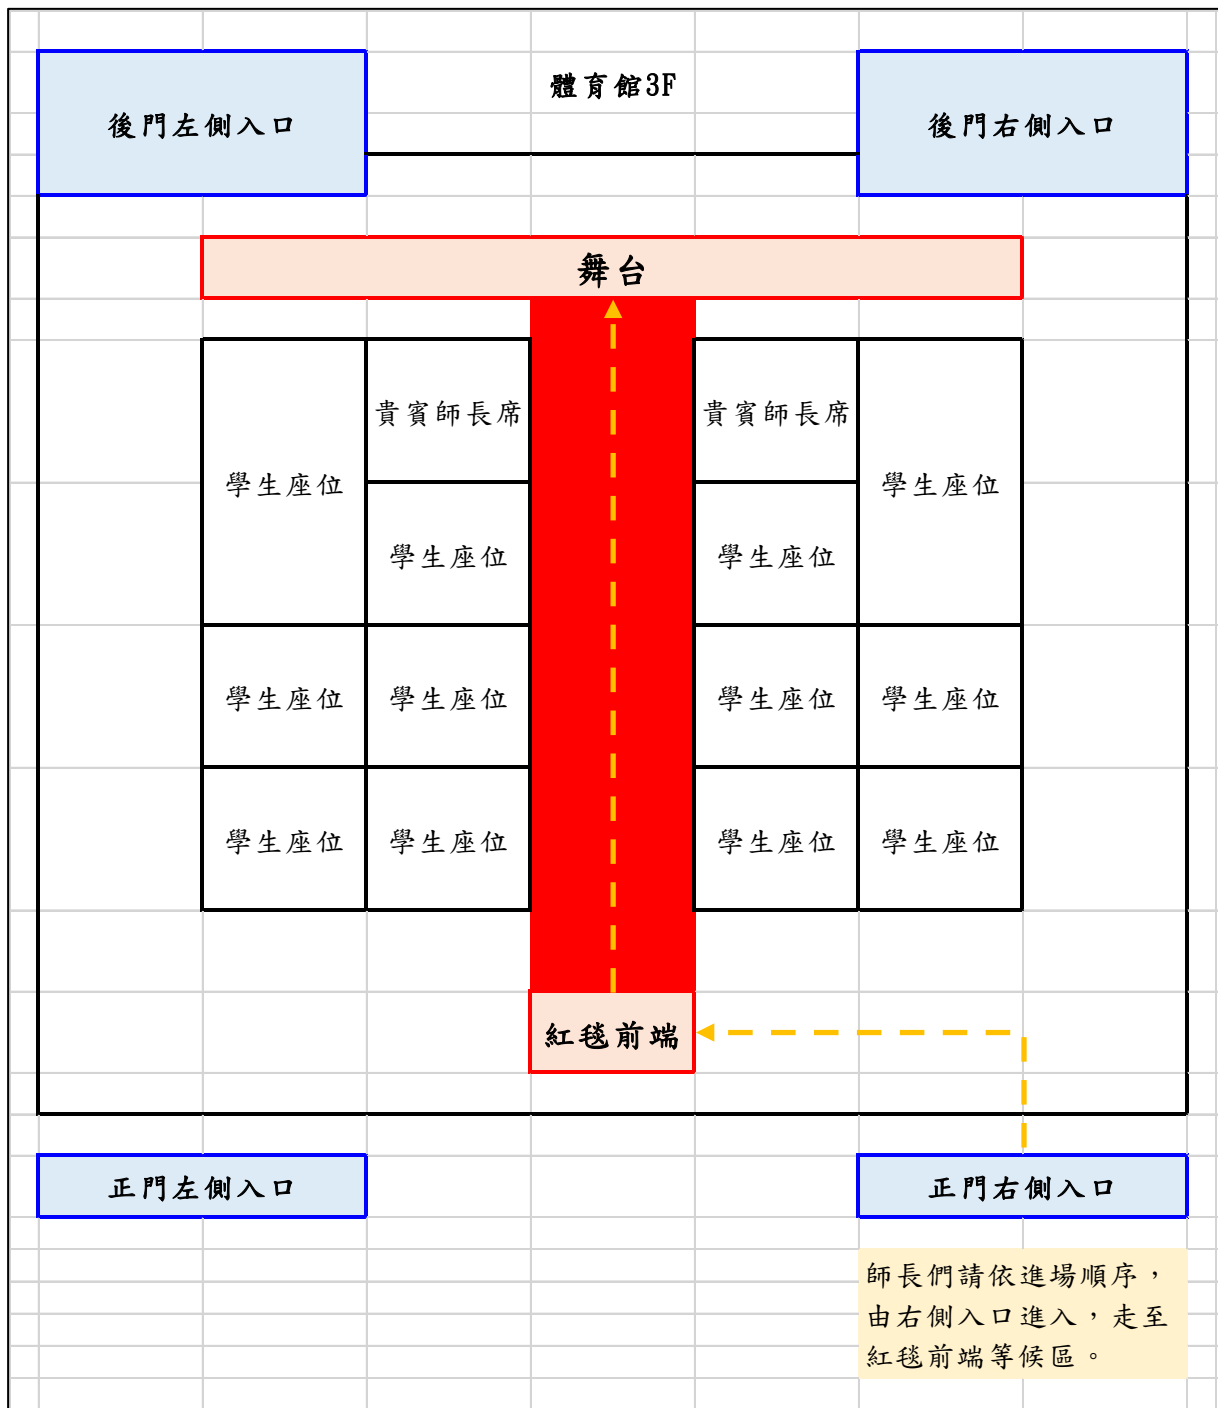 體育館3F
後門左側入口
後門右側入口
舞台
貴賓師長席
貴賓師長席
學生座位
學生座位
學生座位
學生座位
學生座位
學生座位
學生座位
學生座位
學生座位
學生座位
學生座位
學生座位
紅毯前端
正門左側入口
正門右側入口
師長們請依進場順序，
由右側入口進入，走至
紅毯前端等候區。